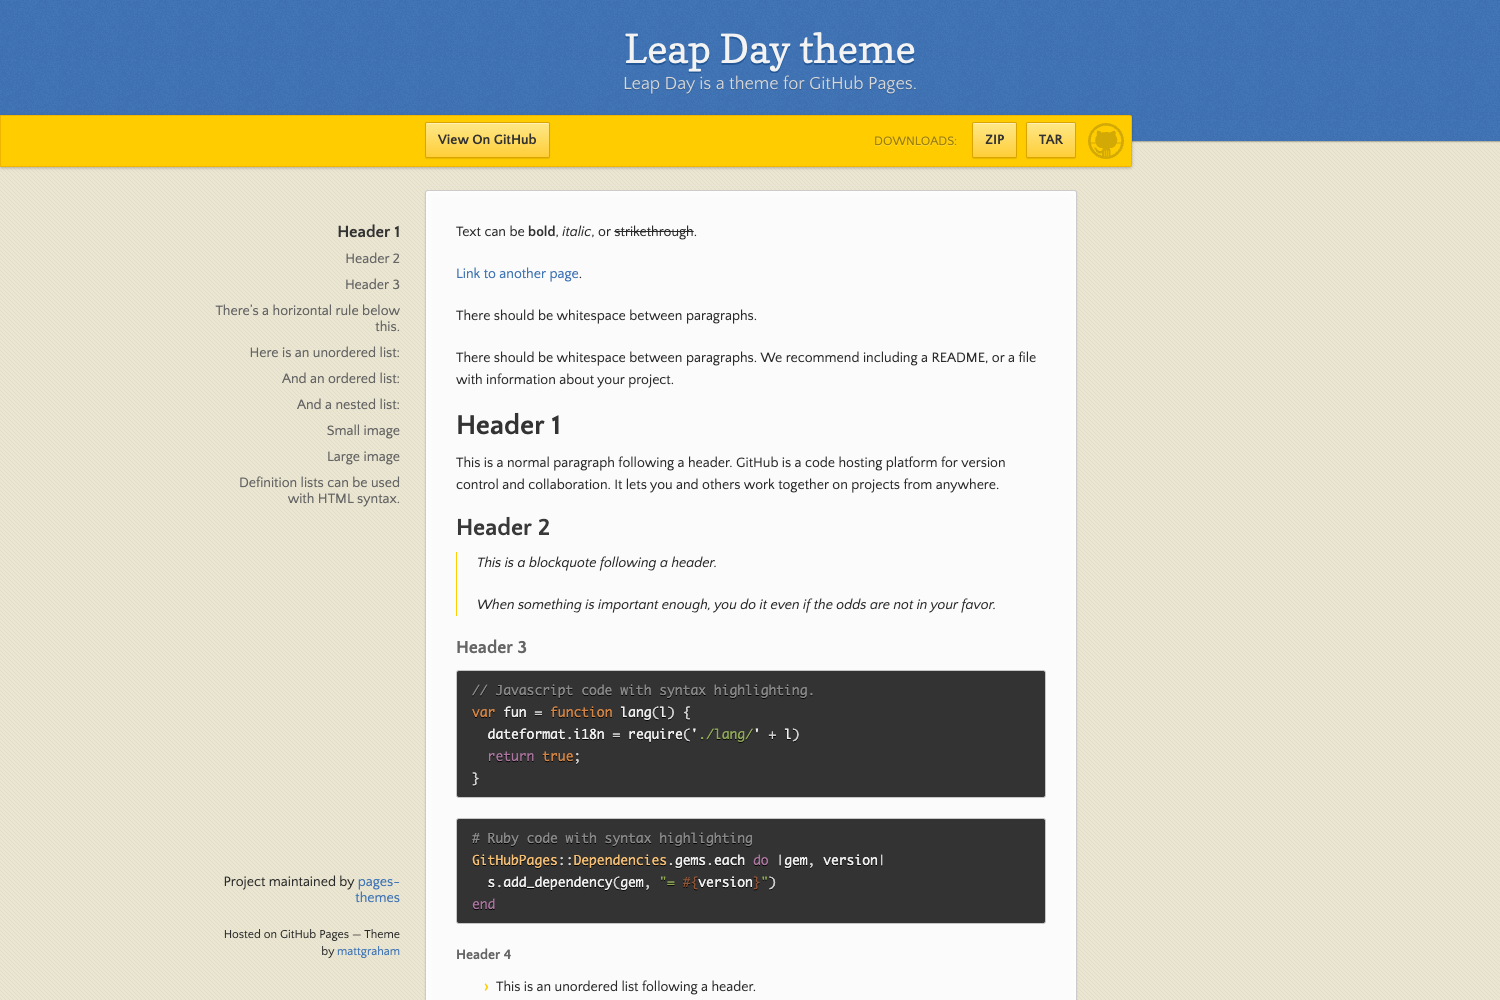 Leap Day theme
Leap Day is a theme for GitHub Pages.
View On GitHub
DOWNLOADS:
ZIP
TAR
Header 1
Header 2
Header 3
There's a horizontal rule below
this.
Here is an unordered list:
And an ordered list:
And a nested list:
Small image
Large image
Definition lists can be used
with HTML syntax.
Project maintained by pages-
themes
Hosted on GitHub Pages — Theme
by mattgraham
Text can be bold, italic, or strikethrough.
Link to another page.
There should be whitespace between paragraphs.
There should be whitespace between paragraphs. We recommend including a README, or a file
with information about your project.
Header 1
This is a normal paragraph following a header. GitHub is a code hosting platform for version
control and collaboration. It lets you and others work together on projects from anywhere.
Header 2
This is a blockquote following a header.
When something is important enough, you do it even if the odds are not in your favor.
Header 3
// Javascript code with syntax highlighting.
var fun = function lang(l) {
  dateformat.i18n = require('./lang/' + l)
  return true;
}
# Ruby code with syntax highlighting
GitHubPages::Dependencies.gems.each do |gem, version|
  s.add_dependency(gem, "= #{version}")
end
Header 4
› This is an unordered list following a header.